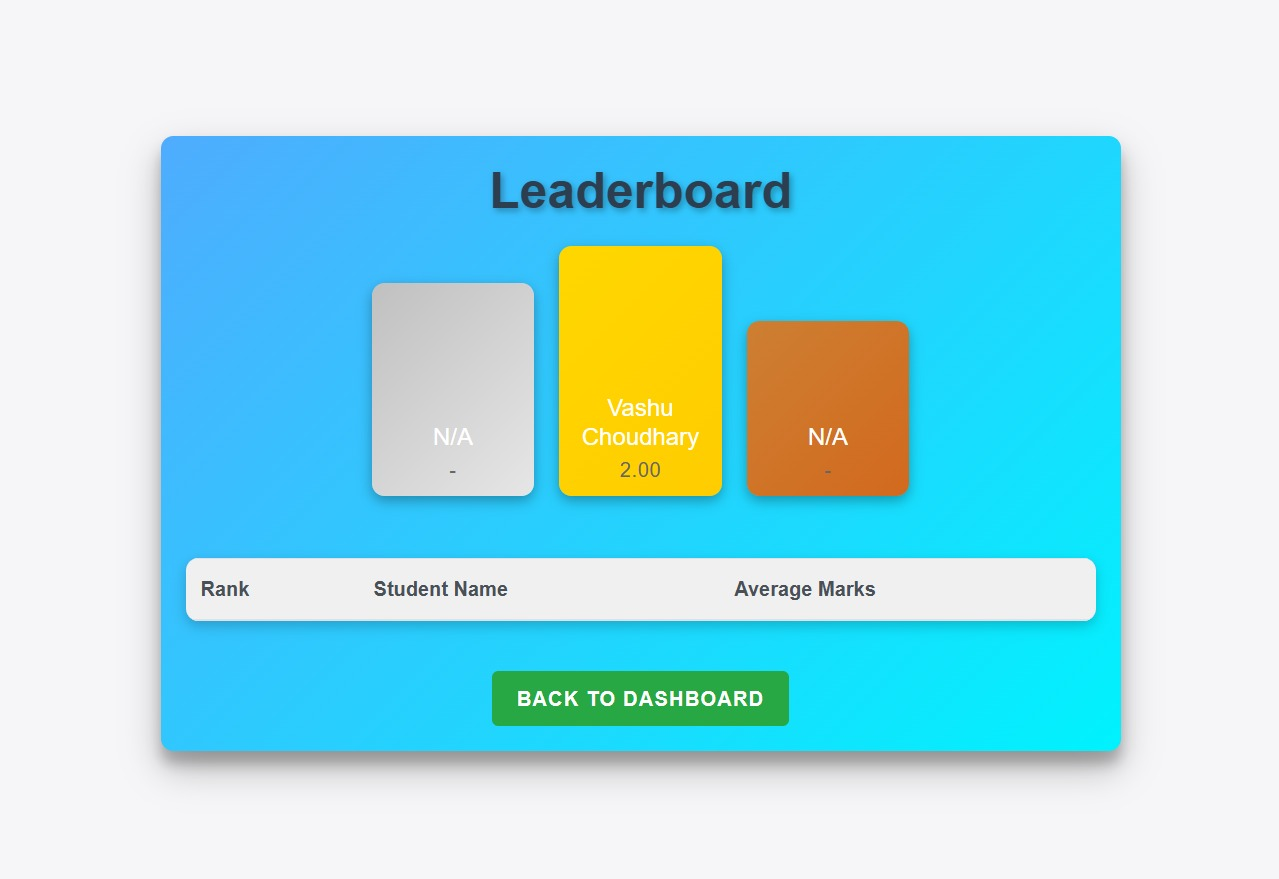 Leaderboard
N/A
-
Vashu
Choudhary
2.00
N/A
-
Rank Student Name Average Marks
BACK TO DASHBOARD